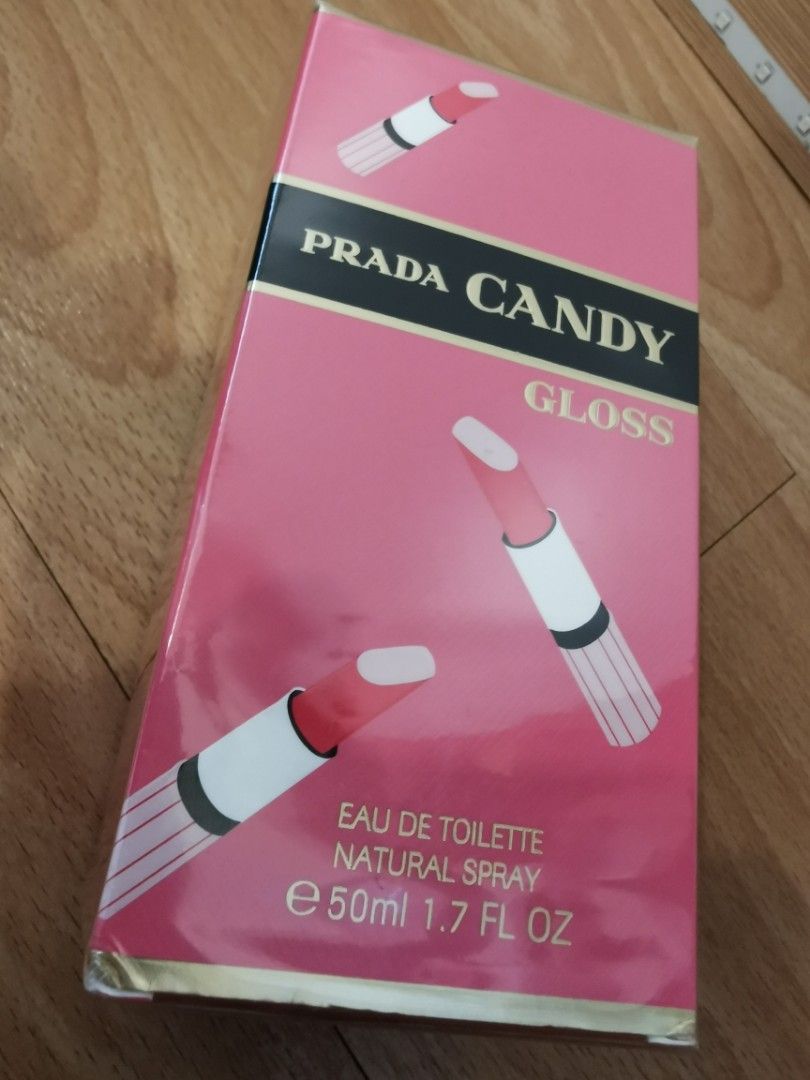 PRADA CANDY
GLOSS
EAU DE TOILETTE
NATURAL SPRAY
℮ 50ml 1.7 FL OZ